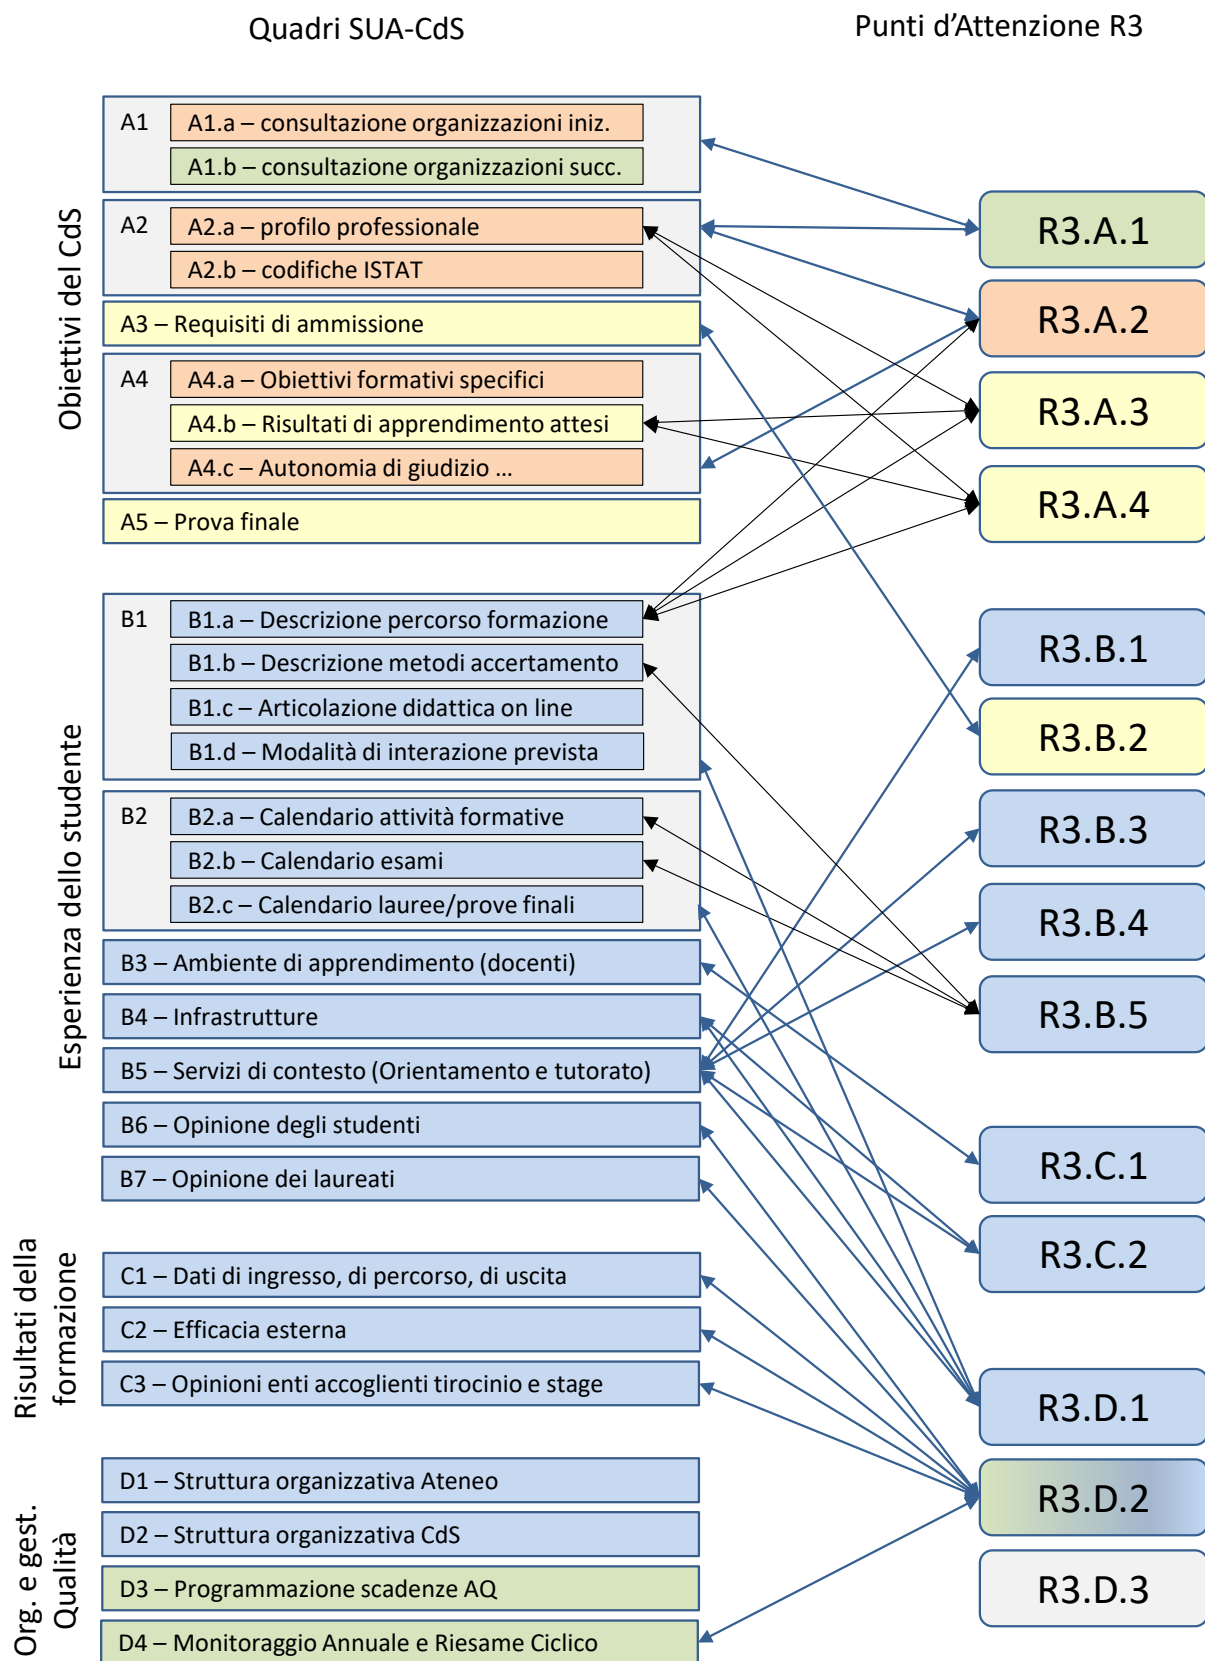 Quadri SUA-CdS
Punti d'Attenzione R3
Obiettivi del CdS
A1
A1.a – consultazione organizzazioni iniz.
A1.b – consultazione organizzazioni succ.
A2
A2.a – profilo professionale
A2.b – codifiche ISTAT
A3 – Requisiti di ammissione
A4
A4.a – Obiettivi formativi specifici
A4.b – Risultati di apprendimento attesi
A4.c – Autonomia di giudizio ...
A5 – Prova finale
Esperienza dello studente
B1
B1.a – Descrizione percorso formazione
B1.b – Descrizione metodi accertamento
B1.c – Articolazione didattica on line
B1.d – Modalità di interazione prevista
B2
B2.a – Calendario attività formative
B2.b – Calendario esami
B2.c – Calendario lauree/prove finali
B3 – Ambiente di apprendimento (docenti)
B4 – Infrastrutture
B5 – Servizi di contesto (Orientamento e tutorato)
B6 – Opinione degli studenti
B7 – Opinione dei laureati
Risultati della
formazione
C1 – Dati di ingresso, di percorso, di uscita
C2 – Efficacia esterna
C3 – Opinioni enti accoglienti tirocinio e stage
Org. e gest.
Qualità
D1 – Struttura organizzativa Ateneo
D2 – Struttura organizzativa CdS
D3 – Programmazione scadenze AQ
D4 – Monitoraggio Annuale e Riesame Ciclico
R3.A.1
R3.A.2
R3.A.3
R3.A.4
R3.B.1
R3.B.2
R3.B.3
R3.B.4
R3.B.5
R3.C.1
R3.C.2
R3.D.1
R3.D.2
R3.D.3